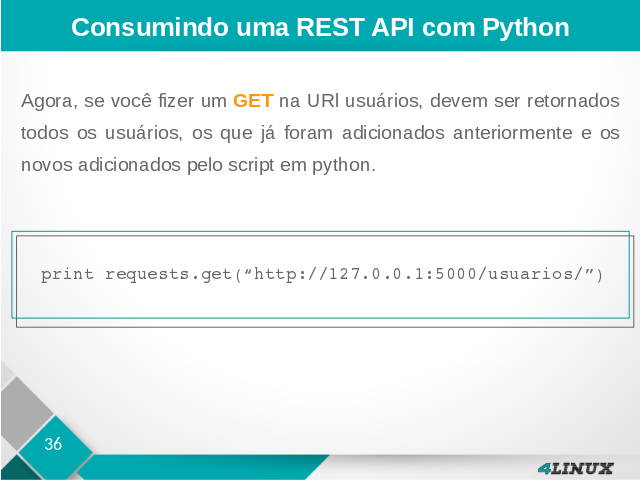 Consumindo uma REST API com Python
Agora, se você fizer um GET na URl usuários, devem ser retornados
todos os usuários, os que já foram adicionados anteriormente e os
novos adicionados pelo script em python.
print requests.get(“http://127.0.0.1:5000/usuarios/”)
36
4LINUX